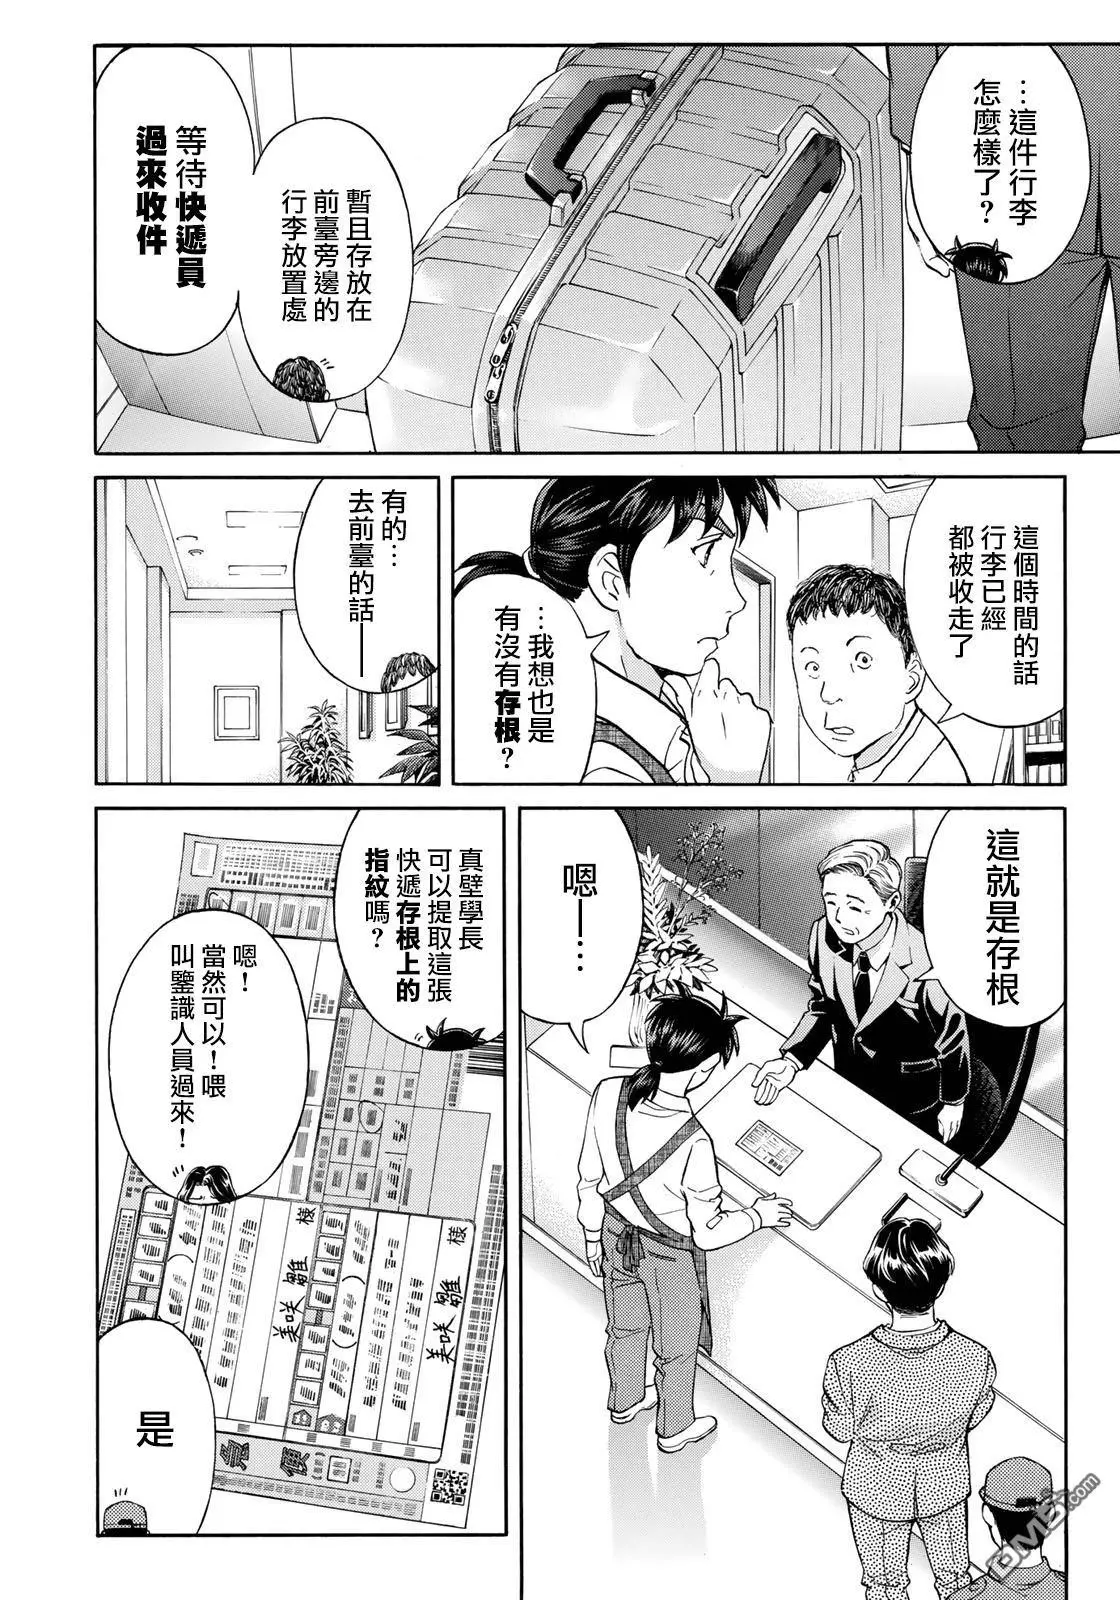 …這件行李
怎麼樣了？
暫且存放在
前臺旁邊的
行李放置處
等待快遞員
過來收件
這個時間的話
行李已經
都被收走了
…我想也是
有沒有存根？
有的…
去前臺的話——
這就是存根
嗯—…
真壁學長
可以提取這張
快遞存根上的
指紋嗎？
嗯！
當然可以！喂
叫鑒識人員過來！
是
美咲 雛 様
美咲 雛 様
DM5.com